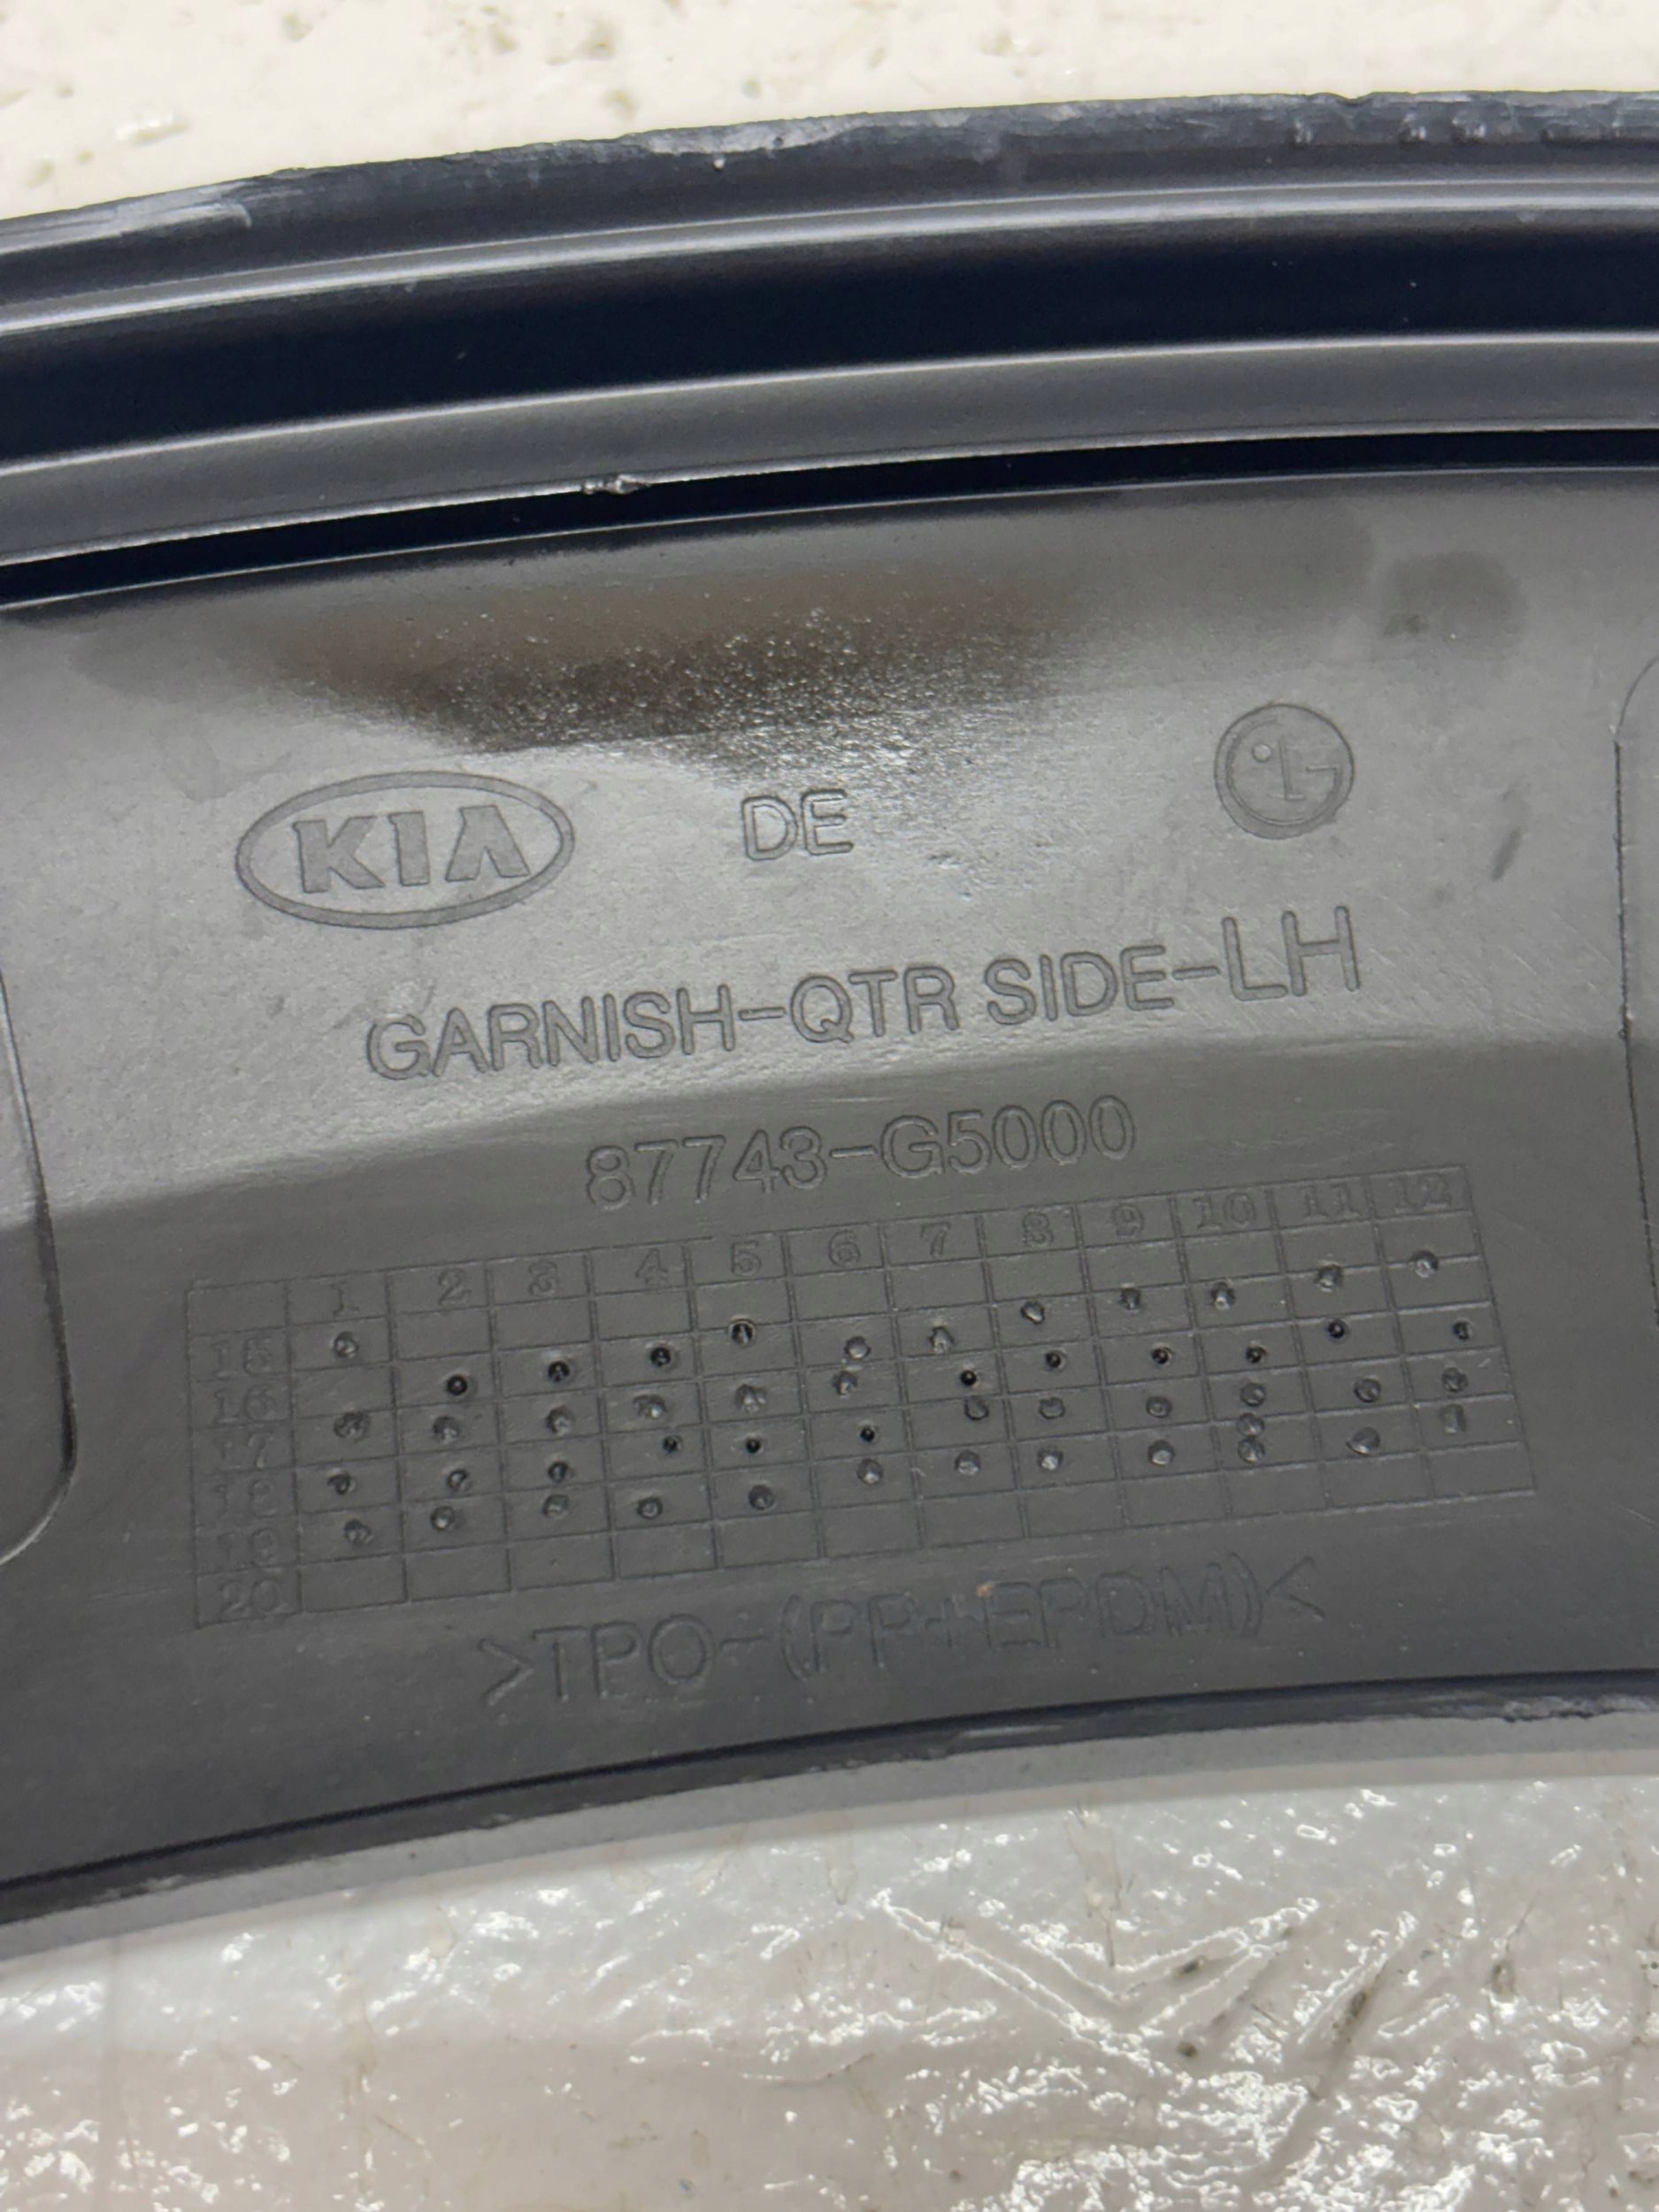 KIA DE LG
GARNISH-QTR SIDE-LH
87743-G5000
1 2 3 4 5 6 7 8 9 10 11 12
15
16
17
18
19
20
>TPO-(PP+EPDM)<